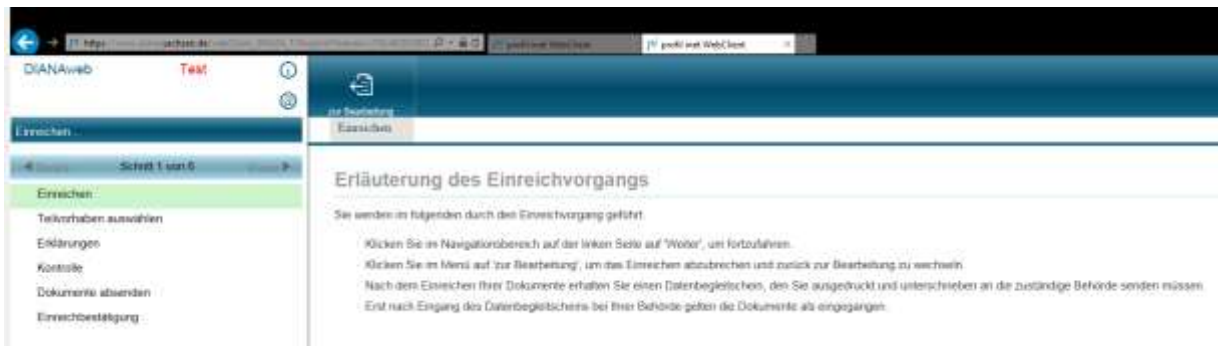 https
profil inet WebClient
profil inet WebClient
DIANAweb Test
zur Bearbeitung
Einreichen
Einreichen
Schritt 1 von 6
Einreichen
Teilvorhaben auswählen
Erklärungen
Kontrolle
Dokumente absenden
Einreichbestätigung
Erläuterung des Einreichvorgangs
Sie werden im folgenden durch den Einreichvorgang geführt.
Klicken Sie im Navigationsbereich auf der linken Seite auf 'Weiter', um fortzufahren.
Klicken Sie im Menü auf 'zur Bearbeitung', um das Einreichen abzubrechen und zurück zur Bearbeitung zu wechseln.
Nach dem Einreichen Ihrer Dokumente erhalten Sie einen Datenbegleitschein, den Sie ausgedruckt und unterschrieben an die zuständige Behörde senden müssen.
Erst nach Eingang des Datenbegleitscheins bei Ihrer Behörde gelten die Dokumente als eingegangen.